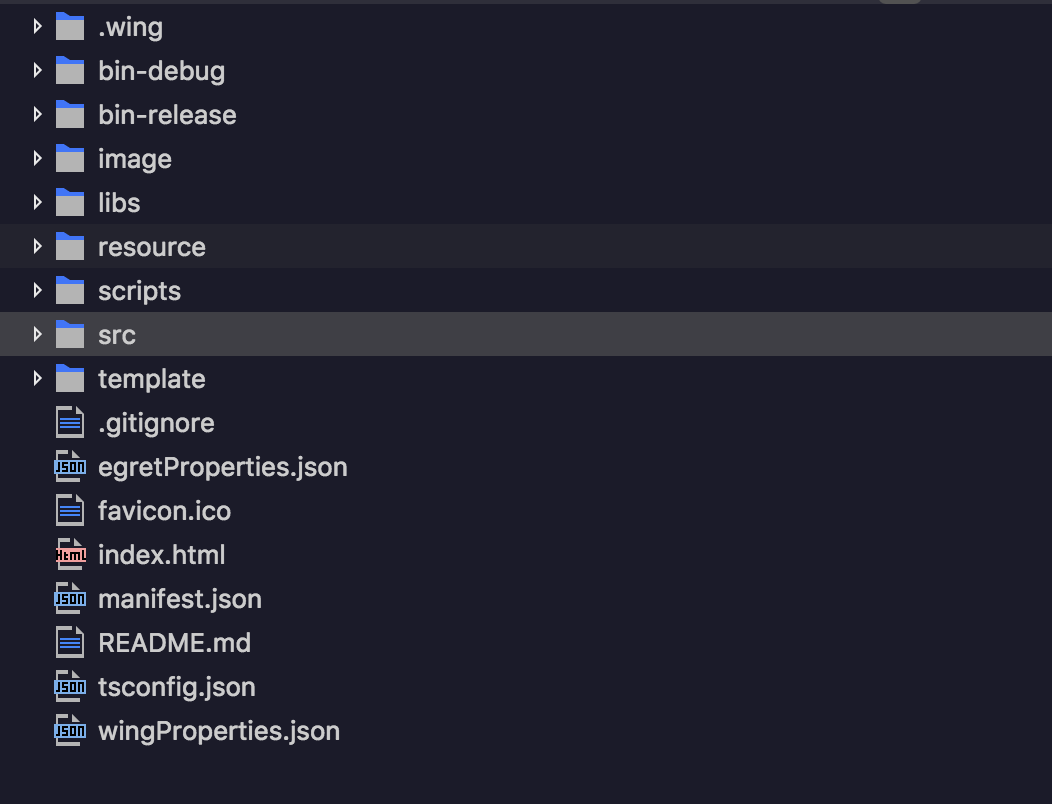 .wing
bin-debug
bin-release
image
libs
resource
scripts
src
template
.gitignore
JSON egretProperties.json
favicon.ico
HTML index.html
JSON manifest.json
README.md
JSON tsconfig.json
JSON wingProperties.json